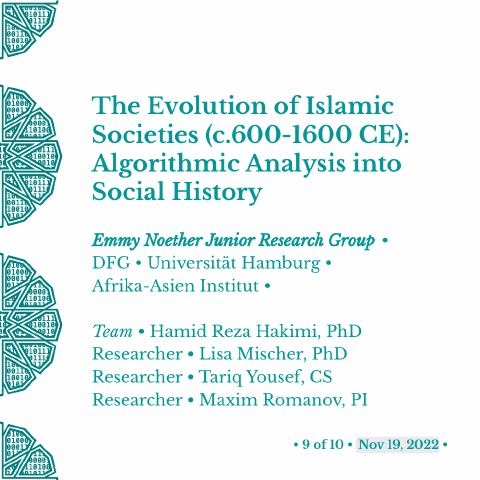 The Evolution of Islamic
Societies (c.600-1600 CE):
Algorithmic Analysis into
Social History
Emmy Noether Junior Research Group •
DFG • Universität Hamburg •
Afrika-Asien Institut •
Team • Hamid Reza Hakimi, PhD
Researcher • Lisa Mischer, PhD
Researcher • Tariq Yousef, CS
Researcher • Maxim Romanov, PI
• 9 of 10 • Nov 19, 2022 •